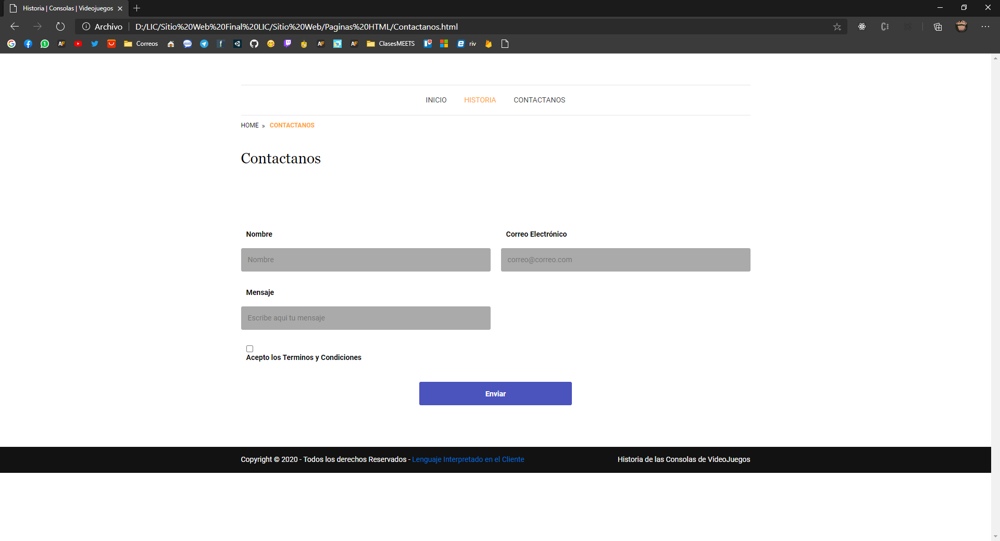 Historia | Consolas | Videojuegos
Archivo D:/LIC/Sitio%20Web%20Final%20LIC/Sitio%20Web/Paginas%20HTML/Contactanos.html
AF Correos AF AF ClasesMEETS riv
INICIO HISTORIA CONTACTANOS
HOME » CONTACTANOS
Contactanos
Nombre Correo Electrónico
Nombre correo@correo.com
Mensaje
Escribe aqui tu mensaje
Acepto los Terminos y Condiciones
Enviar
Copyright © 2020 - Todos los derechos Reservados - Lenguaje Interpretado en el Cliente Historia de las Consolas de VideoJuegos